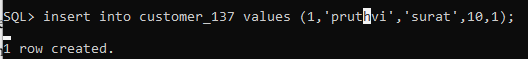 SQL> insert into customer_137 values (1,'pruthvi','surat',10,1);
1 row created.